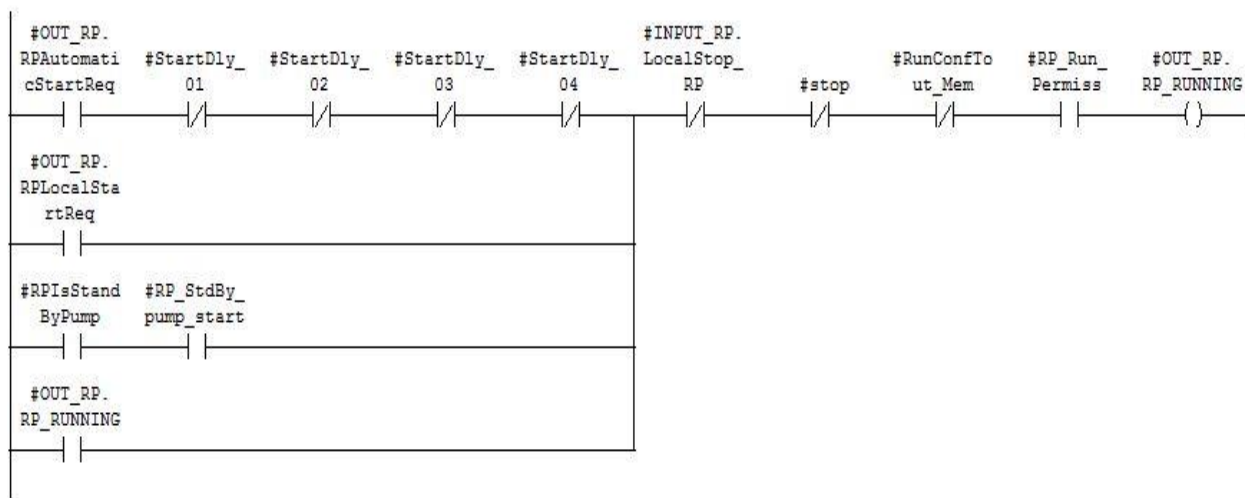 #OUT_RP.
RPAutomati
cStartReq
#StartDly_
01
#StartDly_
02
#StartDly_
03
#StartDly_
04
#INPUT_RP.
LocalStop_
RP
#stop
#RunConfTo
ut_Mem
#RP_Run_
Permiss
#OUT_RP.
RP_RUNNING
#OUT_RP.
RPLocalSta
rtReq
#RPIsStand
ByPump
#RP_StdBy_
pump_start
#OUT_RP.
RP_RUNNING